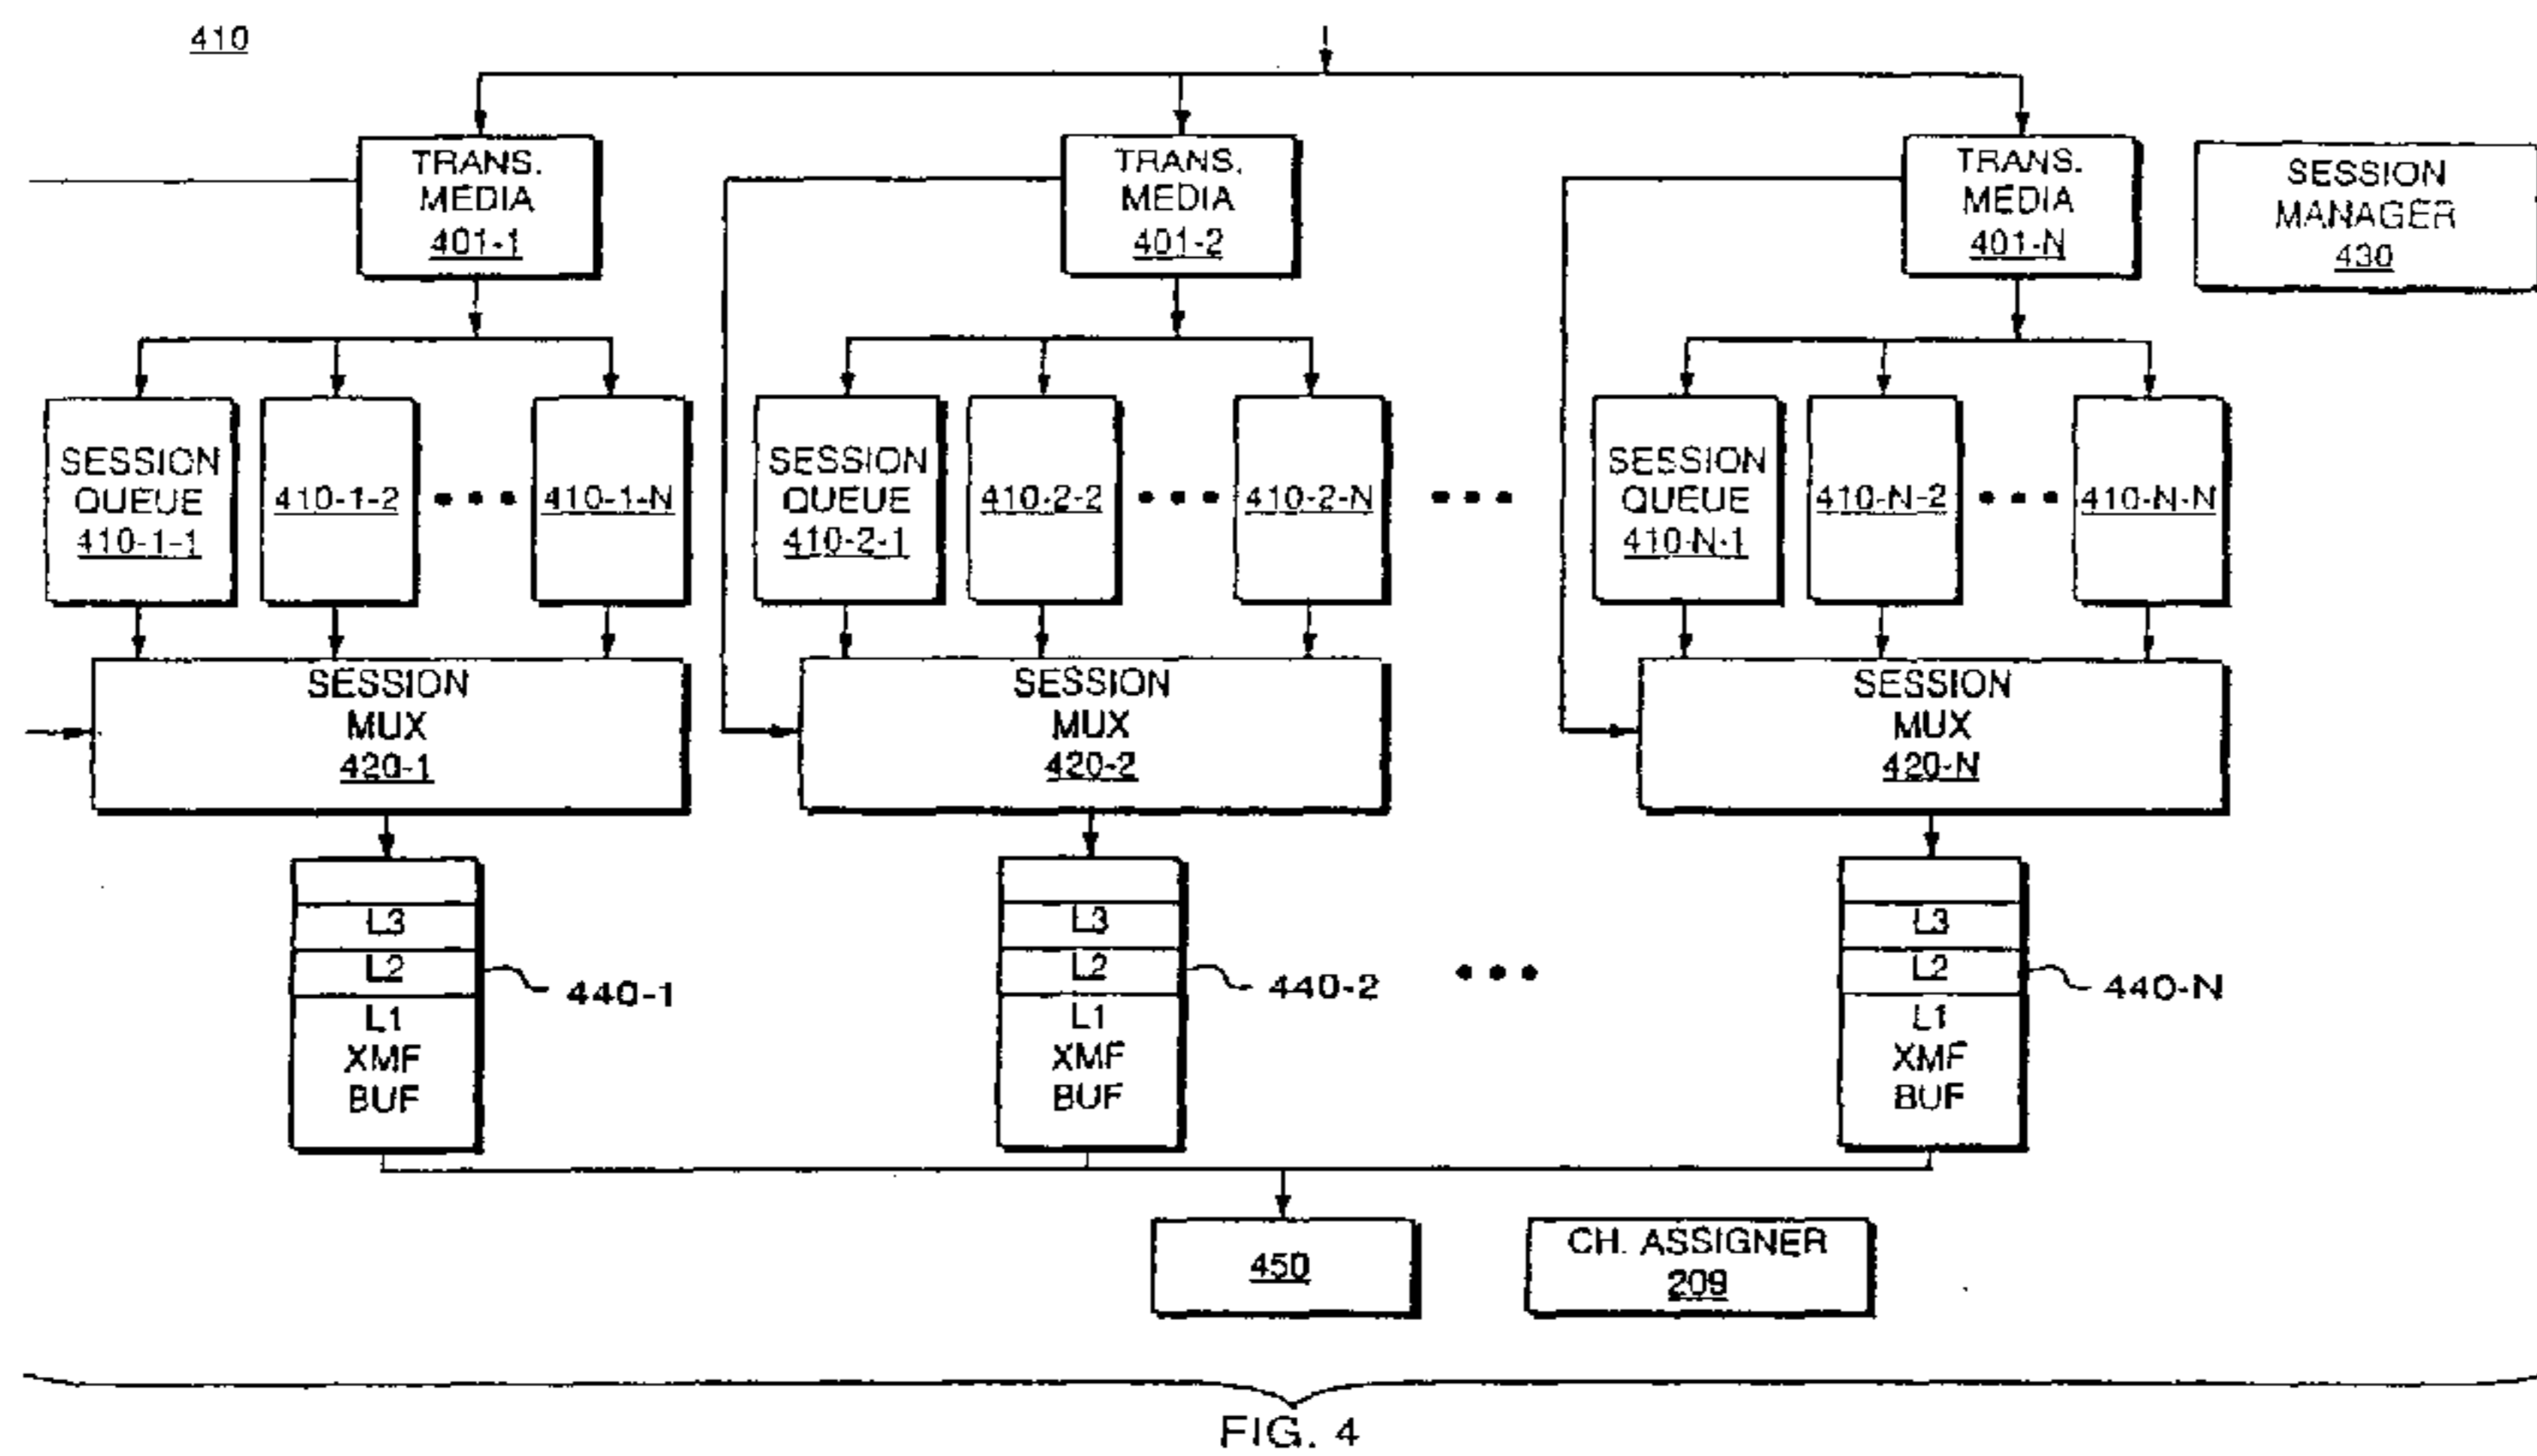 410
TRANS.
MEDIA
401-1
TRANS.
MEDIA
401-2
TRANS.
MEDIA
401-N
SESSION
MANAGER
430
SESSION
QUEUE
410-1-1
410-1-2
410-1-N
SESSION
QUEUE
410-2-1
410-2-2
410-2-N
SESSION
QUEUE
410-N-1
410-N-2
410-N-N
SESSION
MUX
420-1
SESSION
MUX
420-2
SESSION
MUX
420-N
L3
L2
L1
XMF
BUF
440-1
L3
L2
L1
XMF
BUF
440-2
L3
L2
L1
XMF
BUF
440-N
450
CH. ASSIGNER
209
FIG. 4